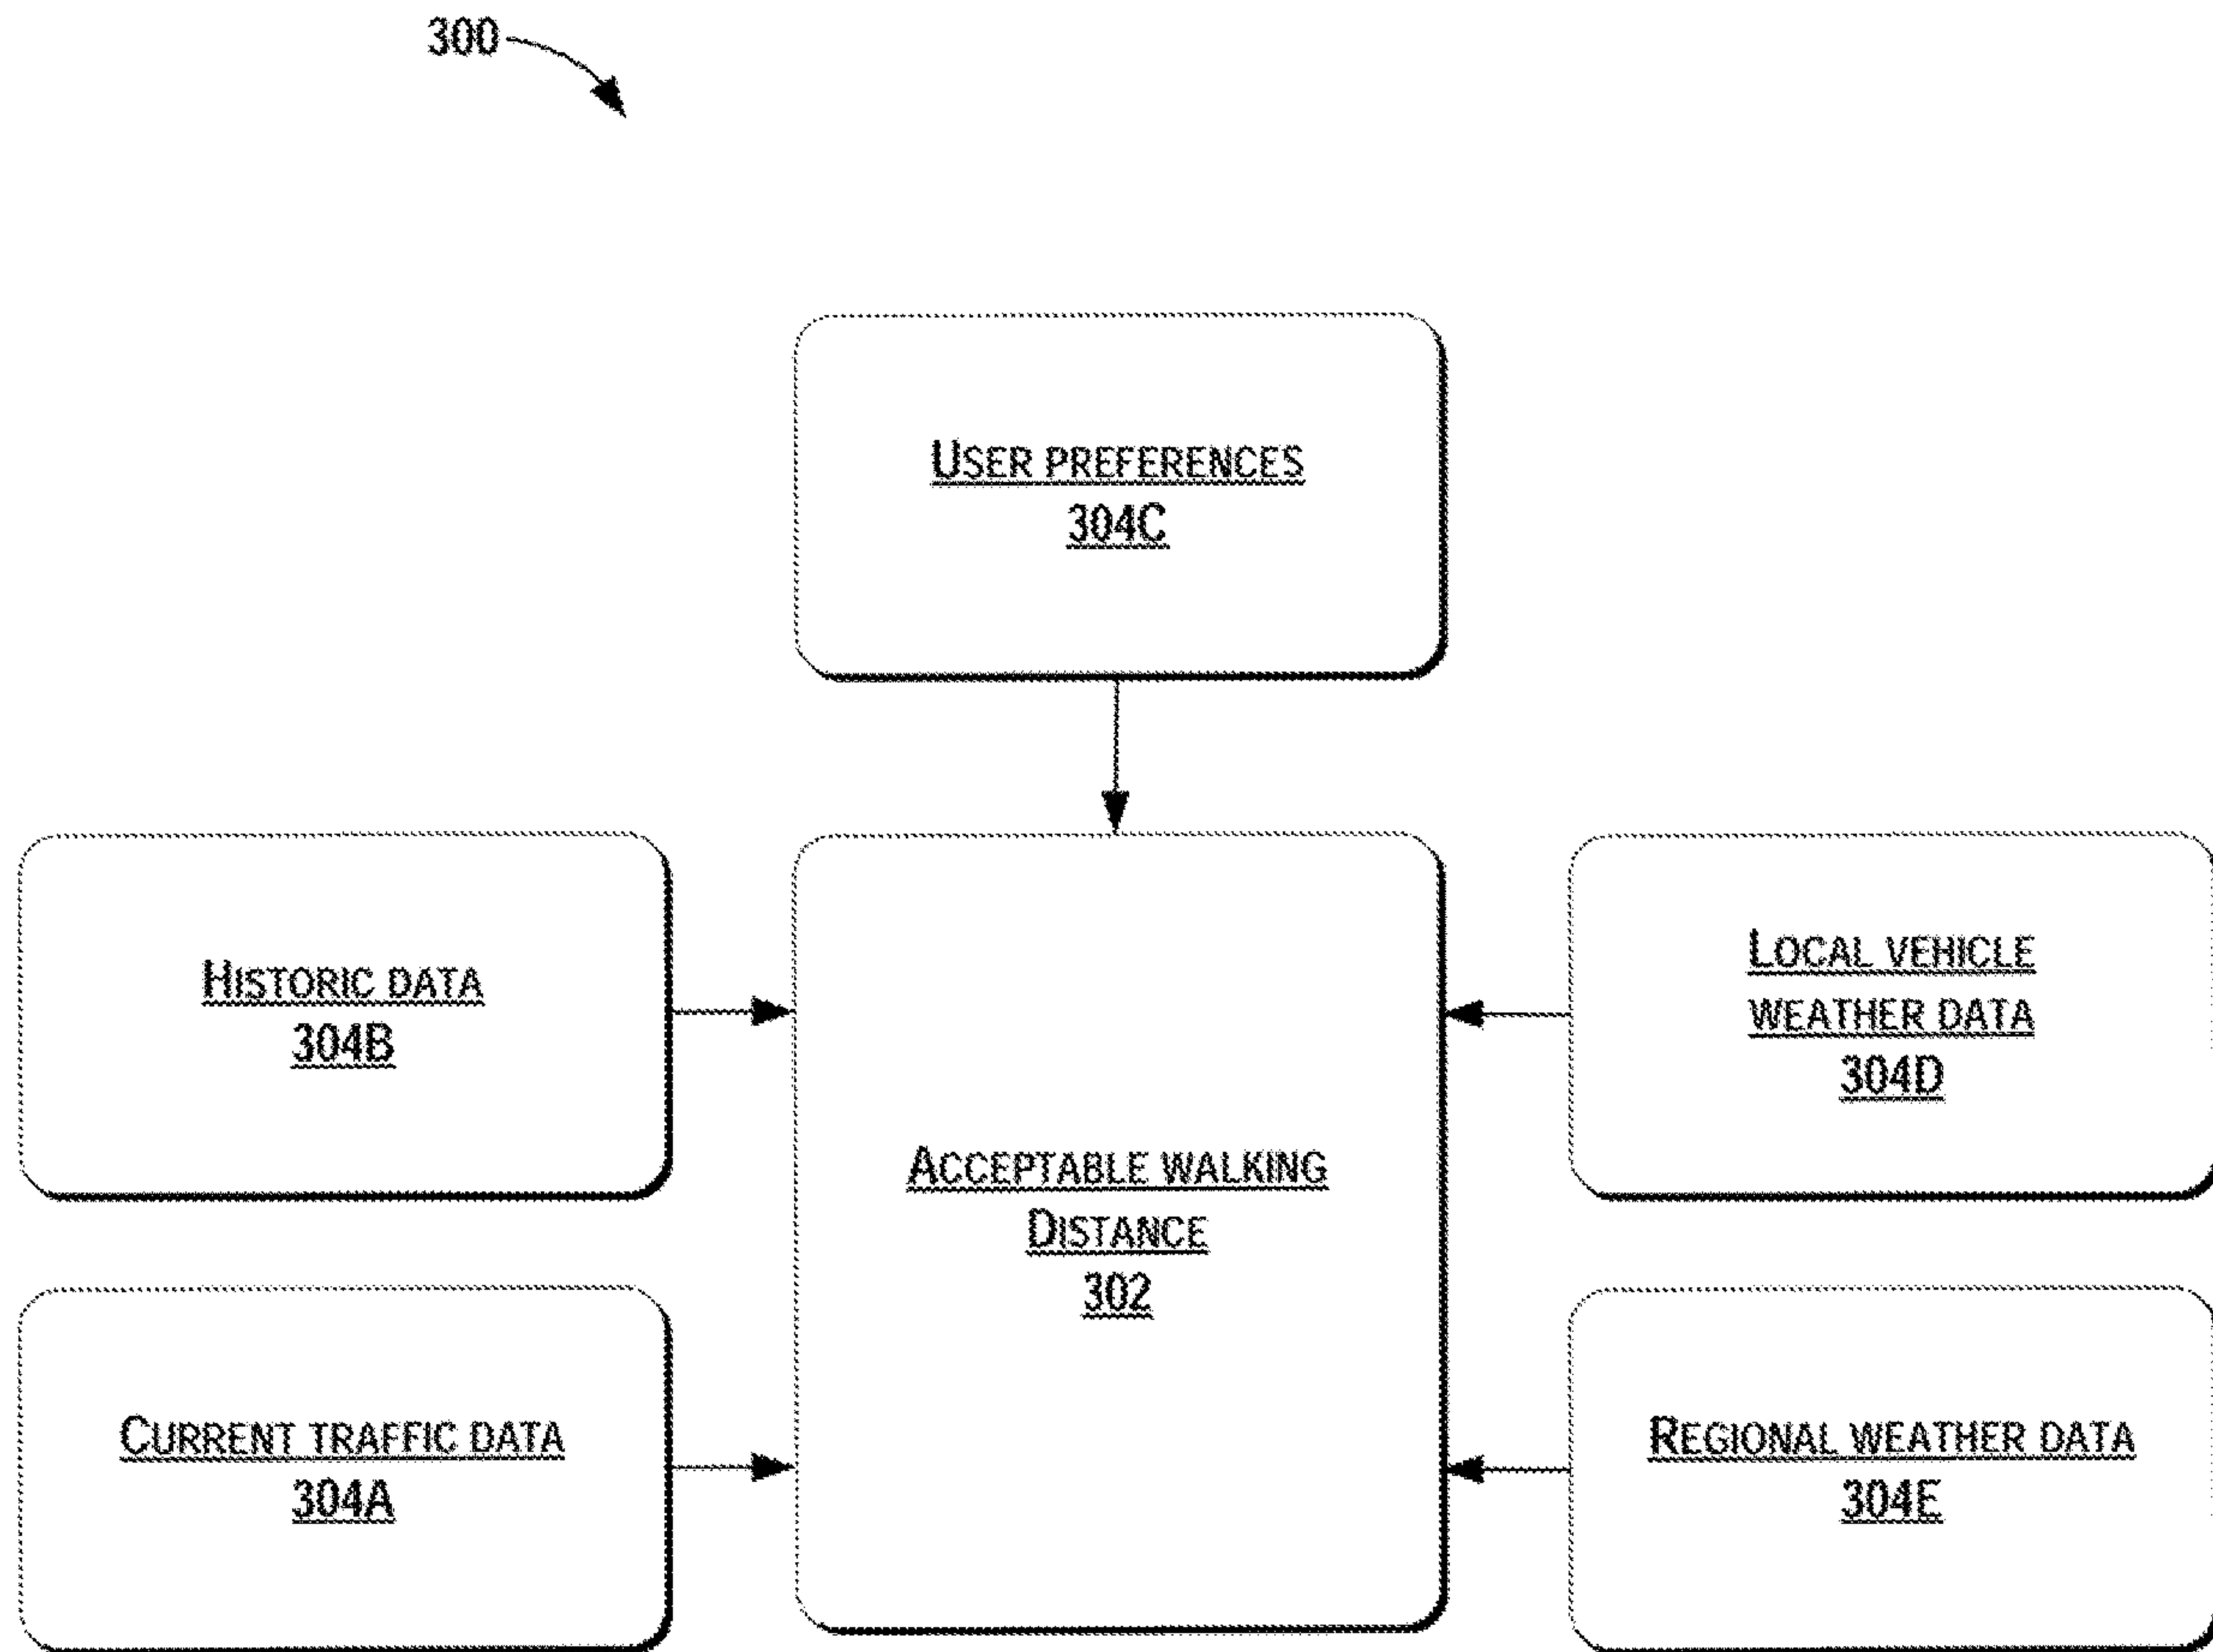 300
USER PREFERENCES
304C
HISTORIC DATA
304B
LOCAL VEHICLE
WEATHER DATA
304D
ACCEPTABLE WALKING
DISTANCE
302
CURRENT TRAFFIC DATA
304A
REGIONAL WEATHER DATA
304E